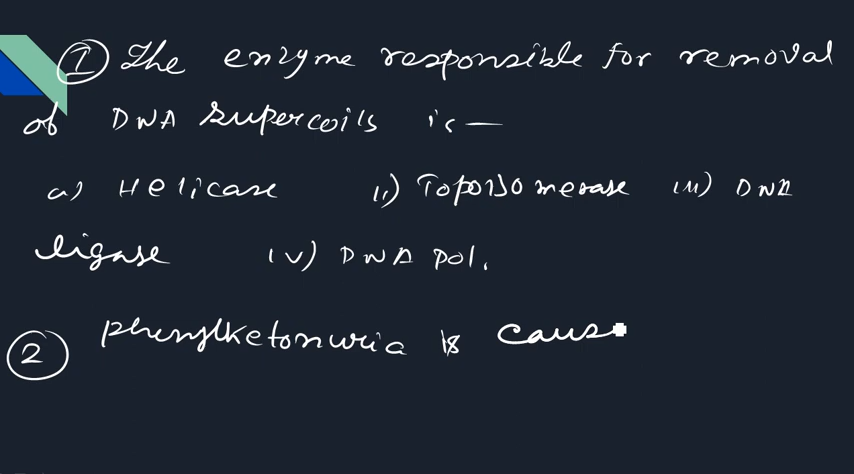 ① The enzyme responsible for removal
of DNA supercoils is —
a) Helicase ii) Topoisomerase iii) DNA
ligase iv) DNA pol.
② Phenylketonuria is caus